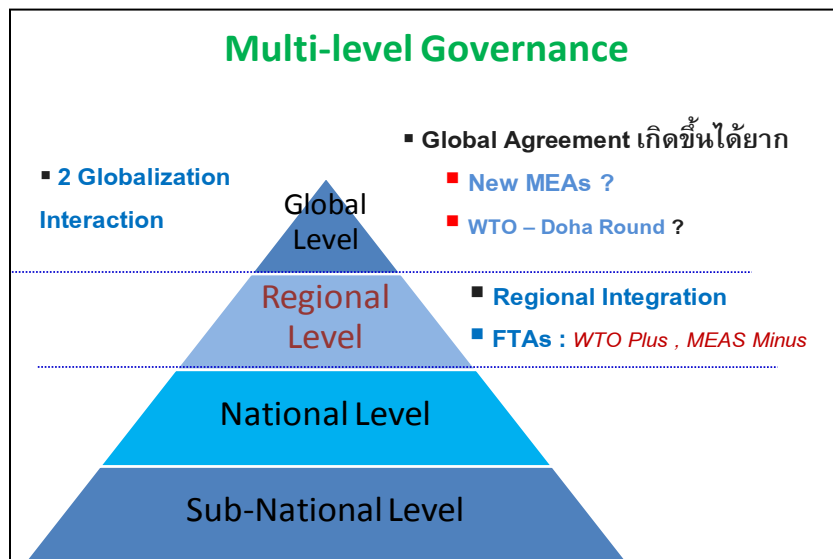 Multi-level Governance
▪ Global Agreement เกิดขึ้นได้ยาก
▪ 2 Globalization
Interaction
▪ New MEAs ?
▪ WTO – Doha Round ?
Global
Level
Regional
Level
▪ Regional Integration
▪ FTAs : WTO Plus , MEAS Minus
National Level
Sub-National Level